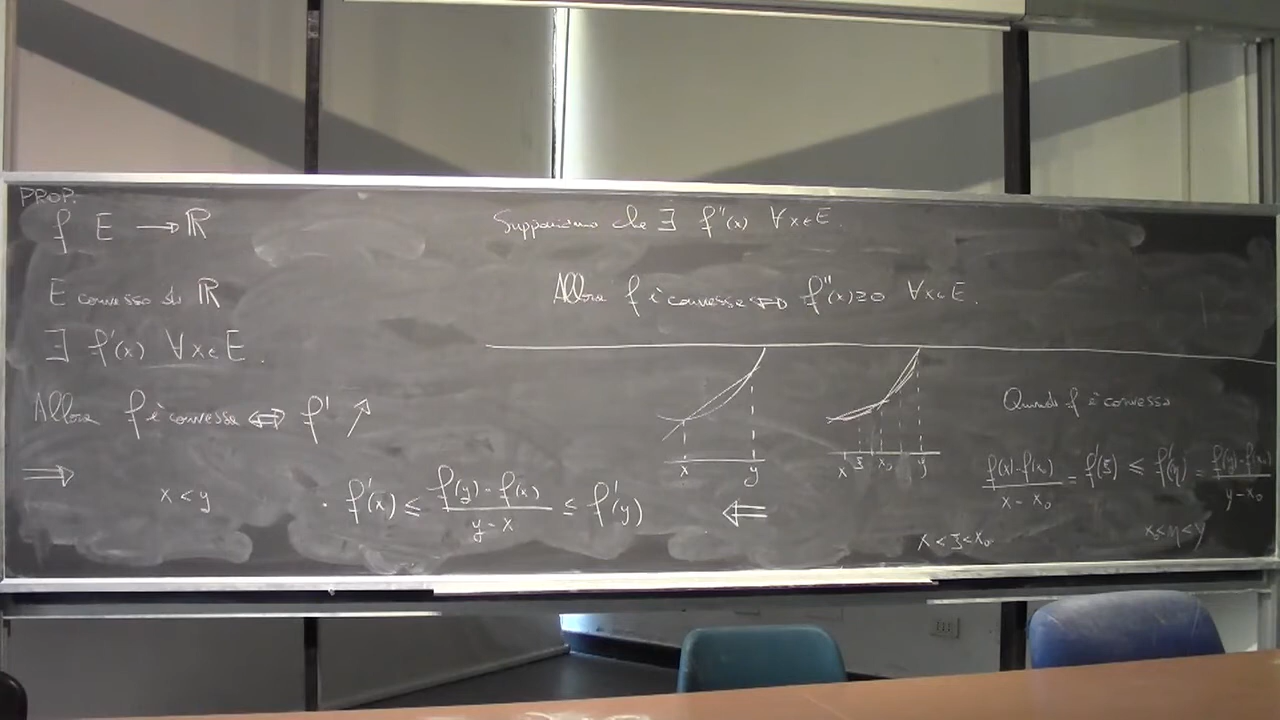 PROP.
f E → ℝ
E convesso di ℝ
∃ f'(x) ∀x∈E.
Allora f è convessa ⇔ f' ↗
⇒
x < y
· f'(x) ≤ (f(y) - f(x))/(y - x) ≤ f'(y)
Supponiamo che ∃ f''(x) ∀x∈E.
Allora f è convessa ⇔ f''(x) ≥ 0 ∀x∈E.
x y
x ξ x₀ y
⇐
Quindi f è convessa
(f(x) - f(x₀))/(x - x₀) = f'(ξ) ≤ f'(η) = (f(y) - f(x₀))/(y - x₀)
x < ξ < x₀
x₀ < η < y